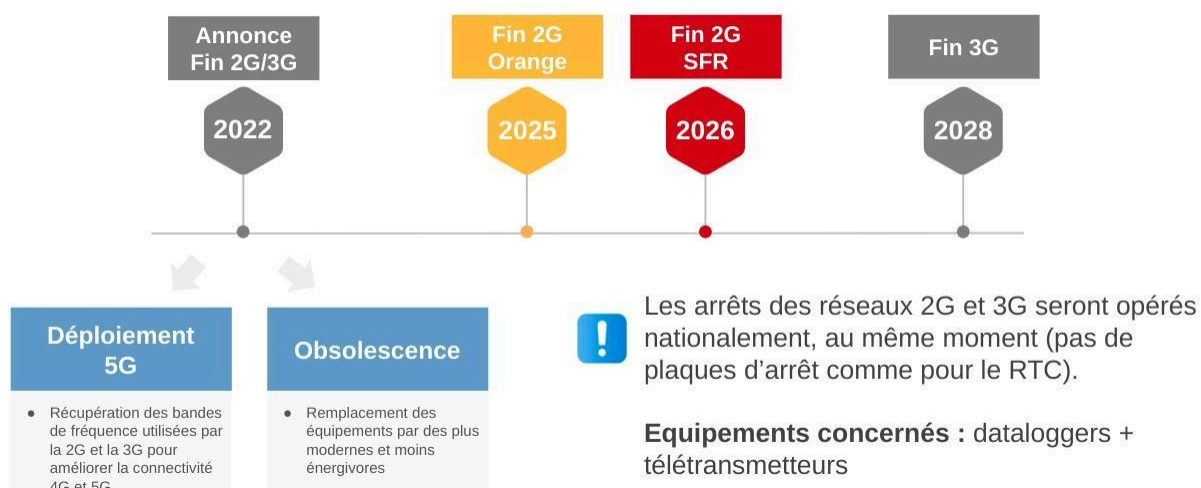 Annonce
Fin 2G/3G
Fin 2G
Orange
Fin 2G
SFR
Fin 3G
2022
2025
2026
2028
Déploiement
5G
● Récupération des bandes
de fréquence utilisées par
la 2G et la 3G pour
améliorer la connectivité
4G et 5G
Obsolescence
● Remplacement des
équipements par des plus
modernes et moins
énergivores
Les arrêts des réseaux 2G et 3G seront opérés
nationalement, au même moment (pas de
plaques d’arrêt comme pour le RTC).
Equipements concernés : dataloggers +
télétransmetteurs